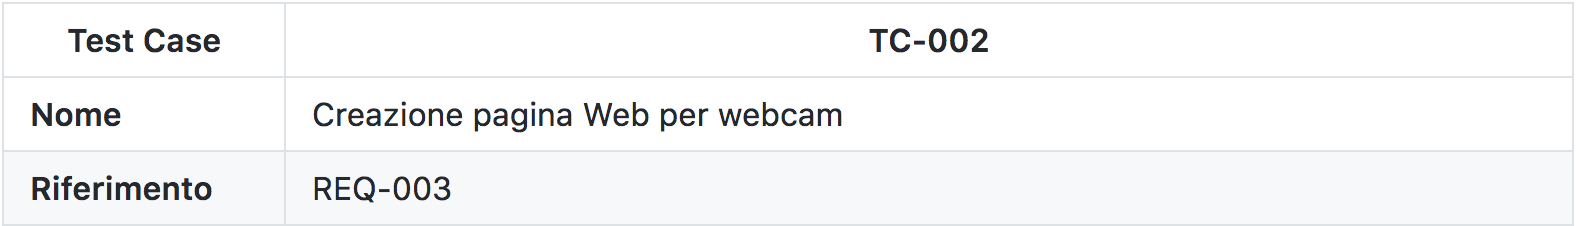 Test Case TC-002
Nome Creazione pagina Web per webcam
Riferimento REQ-003